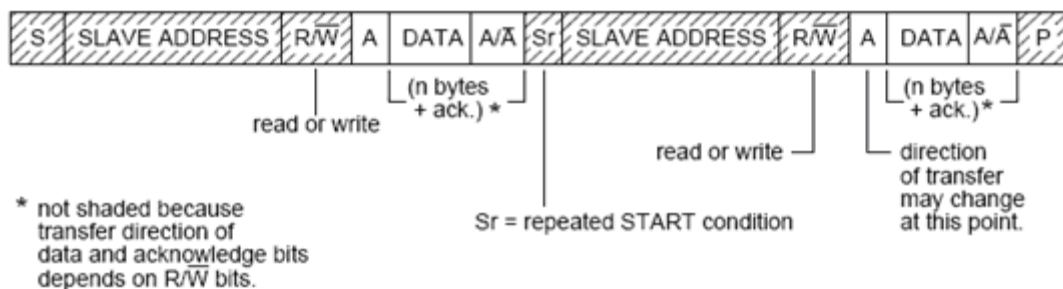 S SLAVE ADDRESS R/W̅ A DATA A/A̅ Sr SLAVE ADDRESS R/W̅ A DATA A/A̅ P
(n bytes
+ ack.) *
(n bytes
+ ack.) *
read or write
read or write
direction
of transfer
may change
at this point.
* not shaded because
transfer direction of
data and acknowledge bits
depends on R/W̅ bits.
Sr = repeated START condition